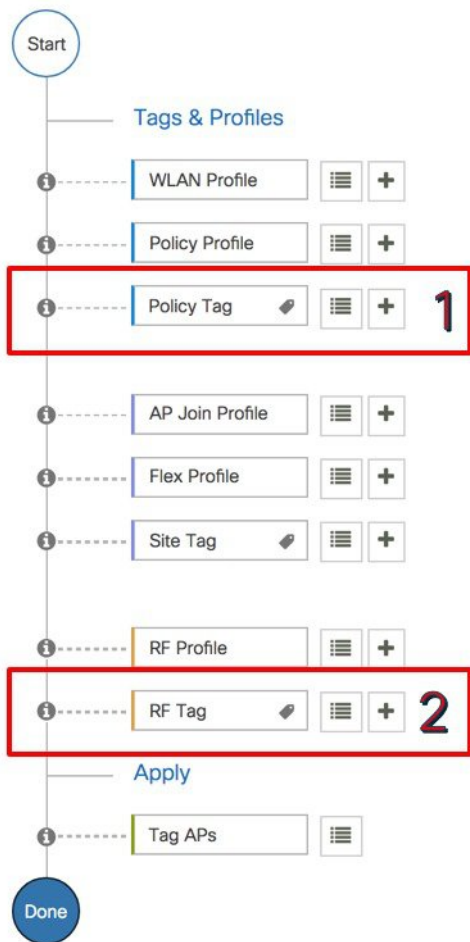 Start
Tags & Profiles
WLAN Profile
Policy Profile
Policy Tag
1
AP Join Profile
Flex Profile
Site Tag
RF Profile
RF Tag
2
Apply
Tag APs
Done